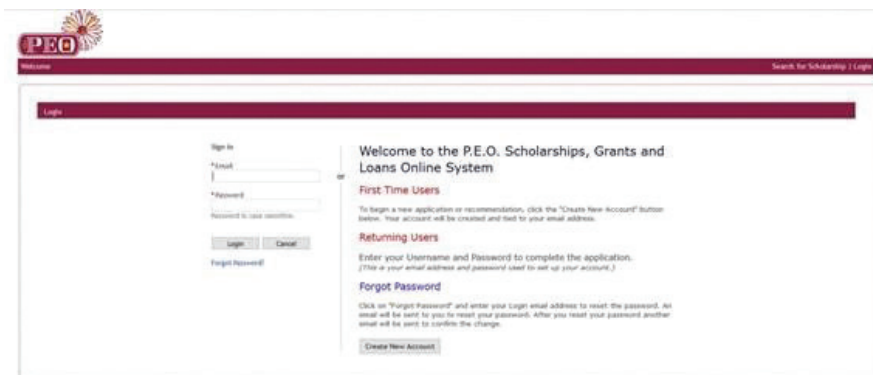 PEO
Welcome
Search for Scholarship | Login
Login
Sign In
*Email
*Password
Password is case sensitive.
Login
Cancel
Forgot Password?
or
Welcome to the P.E.O. Scholarships, Grants and
Loans Online System
First Time Users
To begin a new application or recommendation, click the "Create New Account" button
below. Your account will be created and tied to your email address.
Returning Users
Enter your Username and Password to complete the application.
(This is your email address and password used to set up your account.)
Forgot Password
Click on "Forgot Password" and enter your Login email address to reset the password. An
email will be sent to you to reset your password. After you reset your password another
email will be sent to confirm the change.
Create New Account